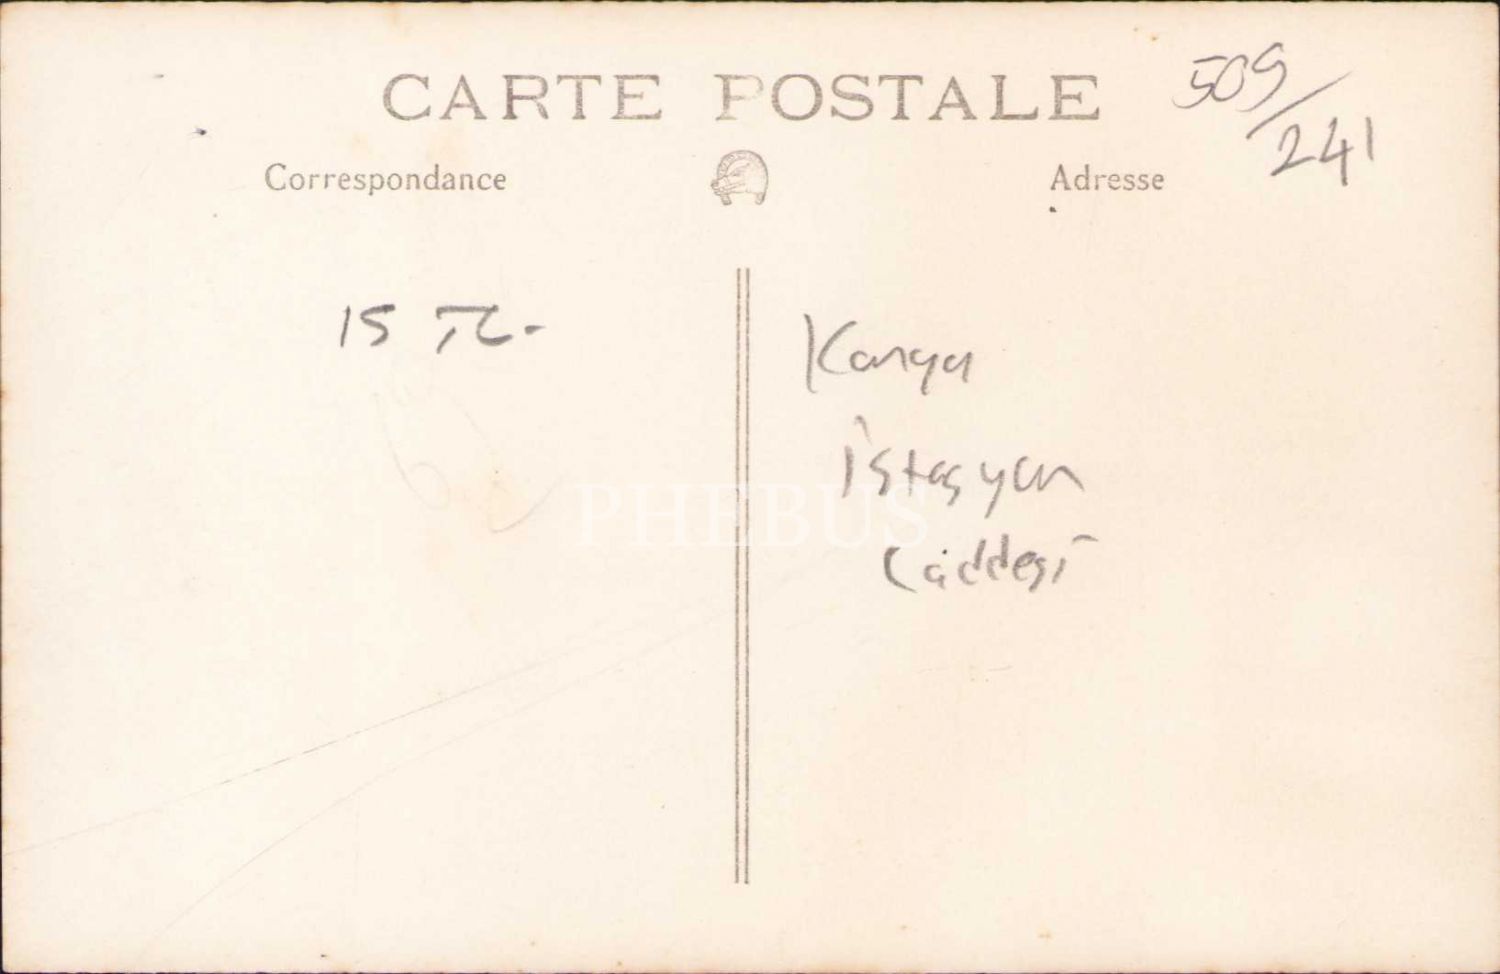 CARTE POSTALE
509/
241
Correspondance
Adresse
15 TL-
Konya
İstasyon
Caddesi
PHEBUS